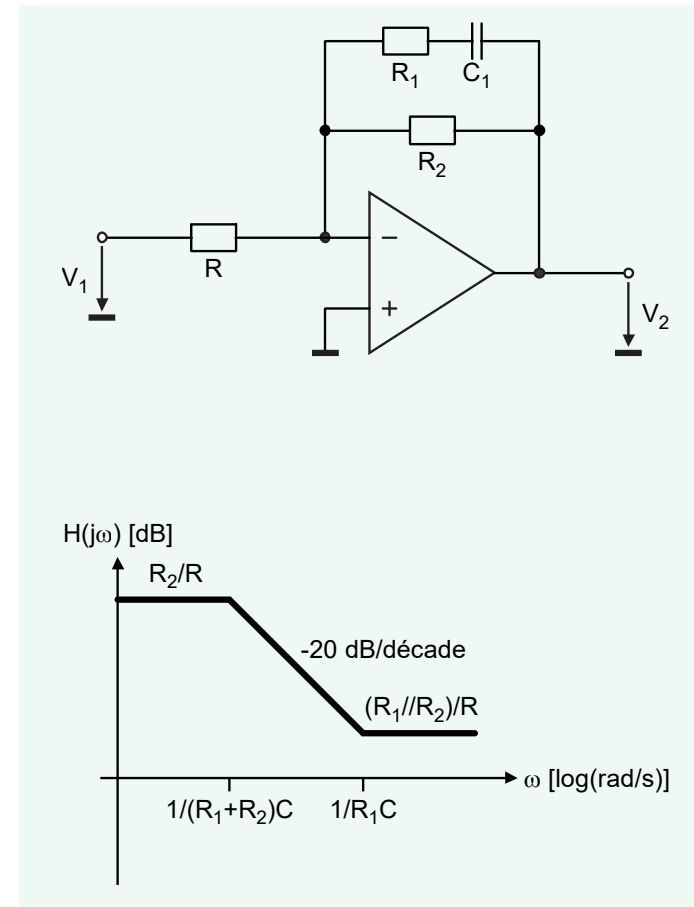 R₁ C₁
R₂
−
R
V₁
+
V₂
H(jω) [dB]
R₂/R
-20 dB/décade
(R₁//R₂)/R
ω [log(rad/s)]
1/(R₁+R₂)C 1/R₁C